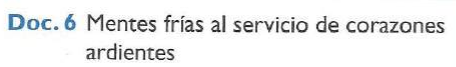 Doc. 6 Mentes frías al servicio de corazones
ardientes